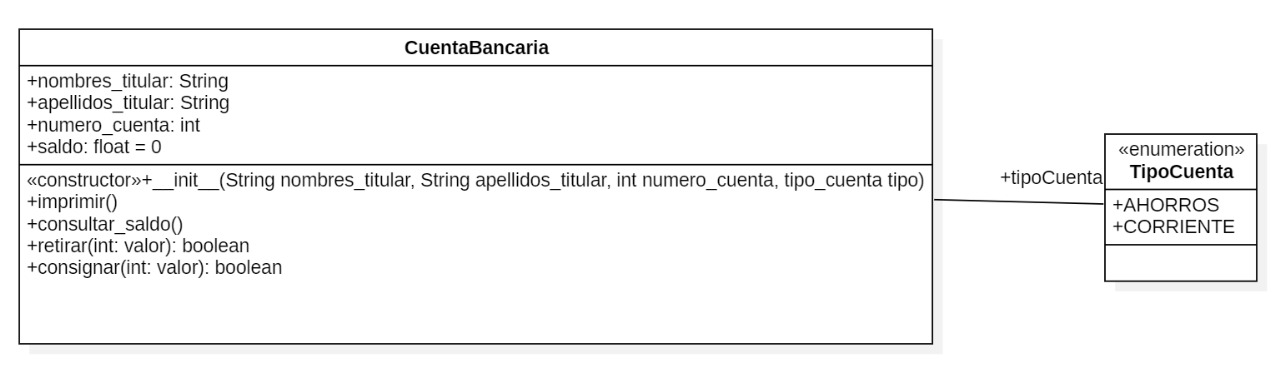 CuentaBancaria
+nombres_titular: String
+apellidos_titular: String
+numero_cuenta: int
+saldo: float = 0
«constructor»+__init__(String nombres_titular, String apellidos_titular, int numero_cuenta, tipo_cuenta tipo)
+imprimir()
+consultar_saldo()
+retirar(int: valor): boolean
+consignar(int: valor): boolean
+tipoCuenta
«enumeration»
TipoCuenta
+AHORROS
+CORRIENTE